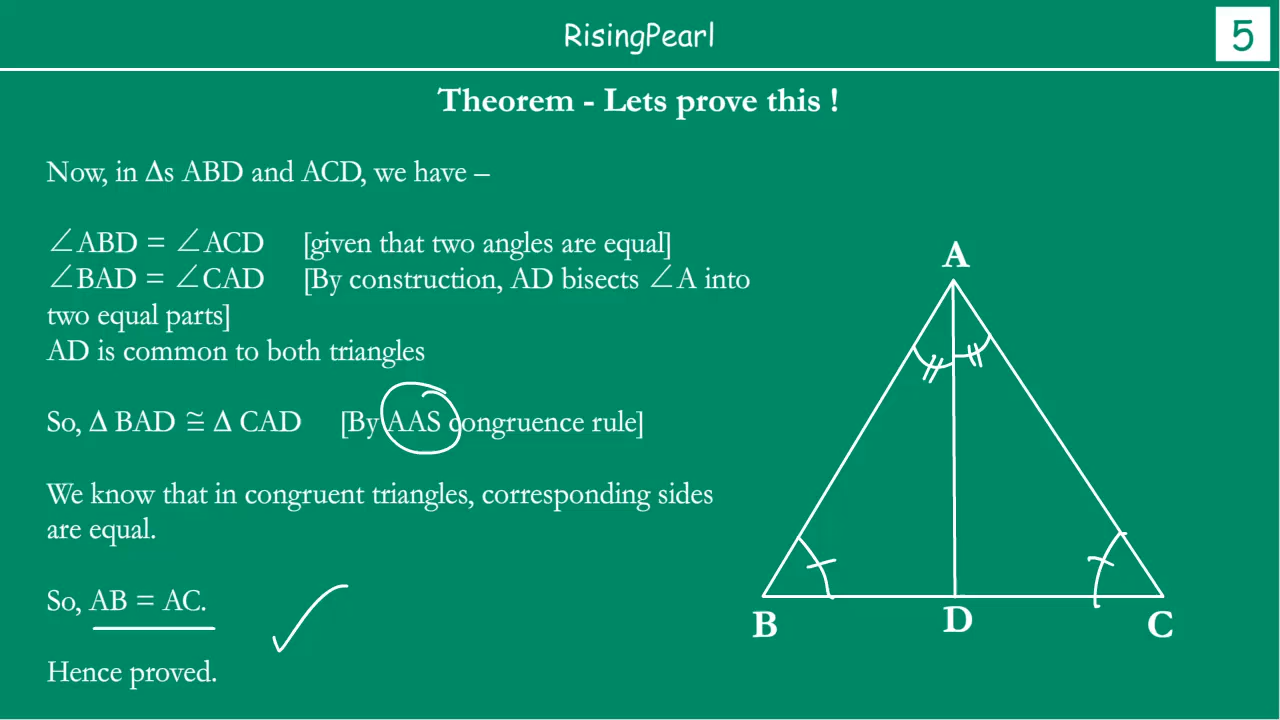 RisingPearl
5
Theorem - Lets prove this !
Now, in Δs ABD and ACD, we have –
∠ABD = ∠ACD [given that two angles are equal]
∠BAD = ∠CAD [By construction, AD bisects ∠A into
two equal parts]
AD is common to both triangles
So, Δ BAD ≅ Δ CAD [By AAS congruence rule]
We know that in congruent triangles, corresponding sides
are equal.
So, AB = AC.
Hence proved.
A
B
D
C